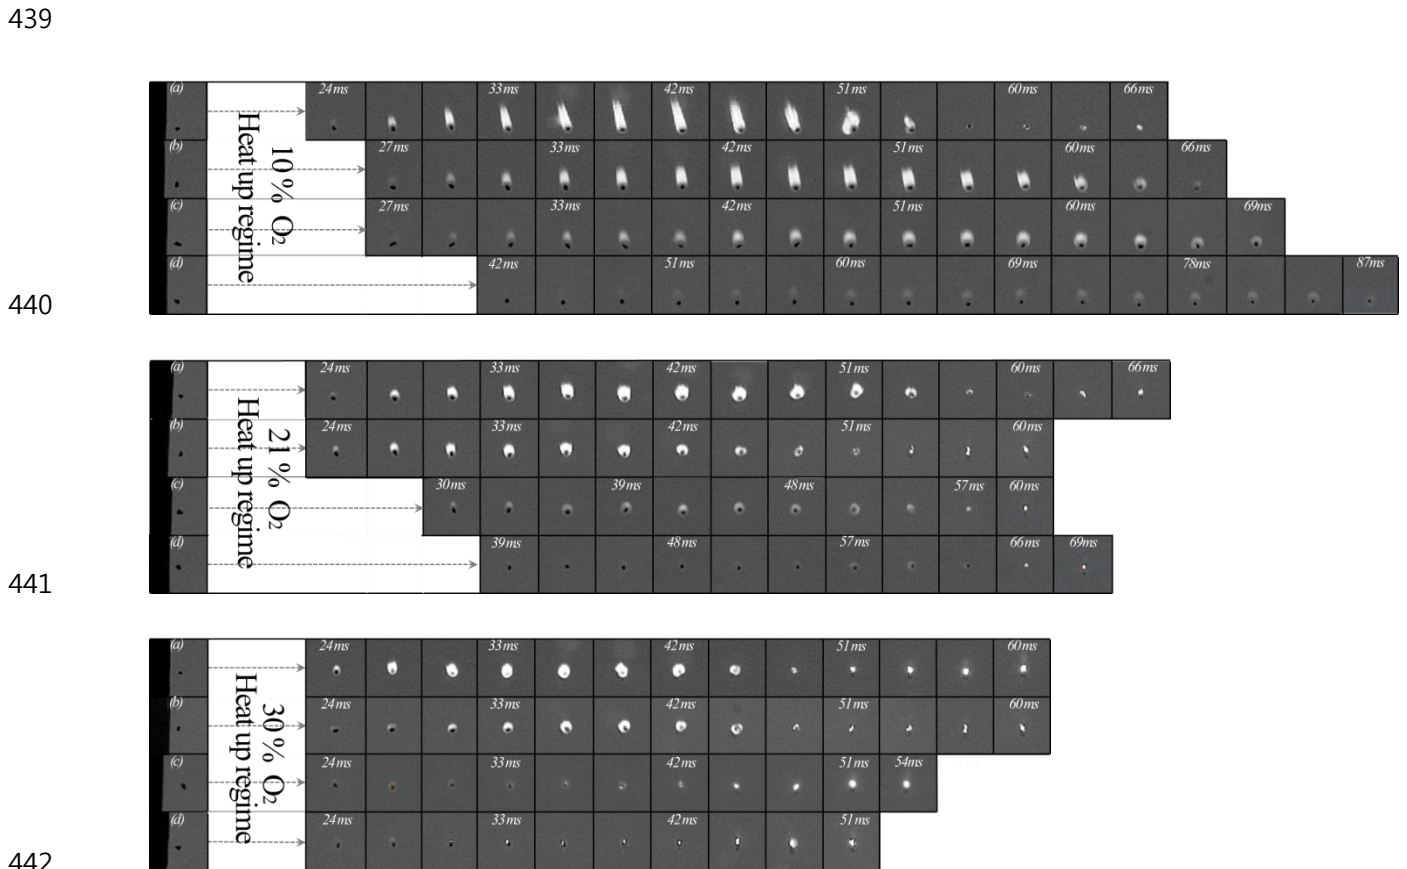 439
(a) 24ms 33ms 42ms 51ms 60ms 66ms
(b) 27ms 33ms 42ms 51ms 60ms 66ms
(c) 27ms 33ms 42ms 51ms 60ms 69ms
(d) 42ms 51ms 60ms 69ms 78ms 87ms
10% O2
Heat up regime
440
(a) 24ms 33ms 42ms 51ms 60ms 66ms
(b) 24ms 33ms 42ms 51ms 60ms
(c) 30ms 39ms 48ms 57ms 60ms
(d) 39ms 48ms 57ms 66ms 69ms
21% O2
Heat up regime
441
(a) 24ms 33ms 42ms 51ms 60ms
(b) 24ms 33ms 42ms 51ms 60ms
(c) 24ms 33ms 42ms 51ms 54ms
(d) 24ms 33ms 42ms 51ms
30% O2
Heat up regime
442